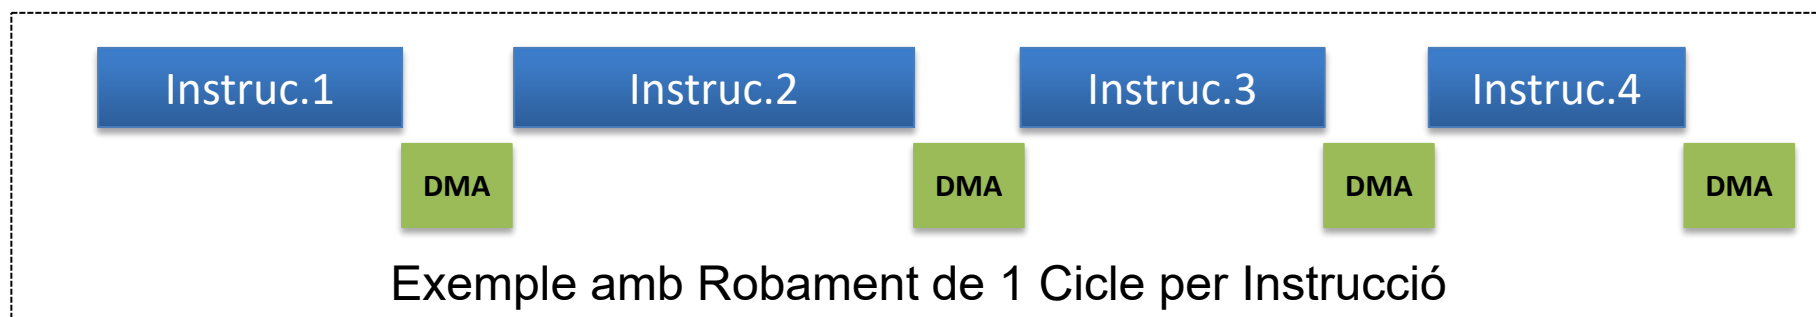 Instruc.1 Instruc.2 Instruc.3 Instruc.4
DMA DMA DMA DMA
Exemple amb Robament de 1 Cicle per Instrucció